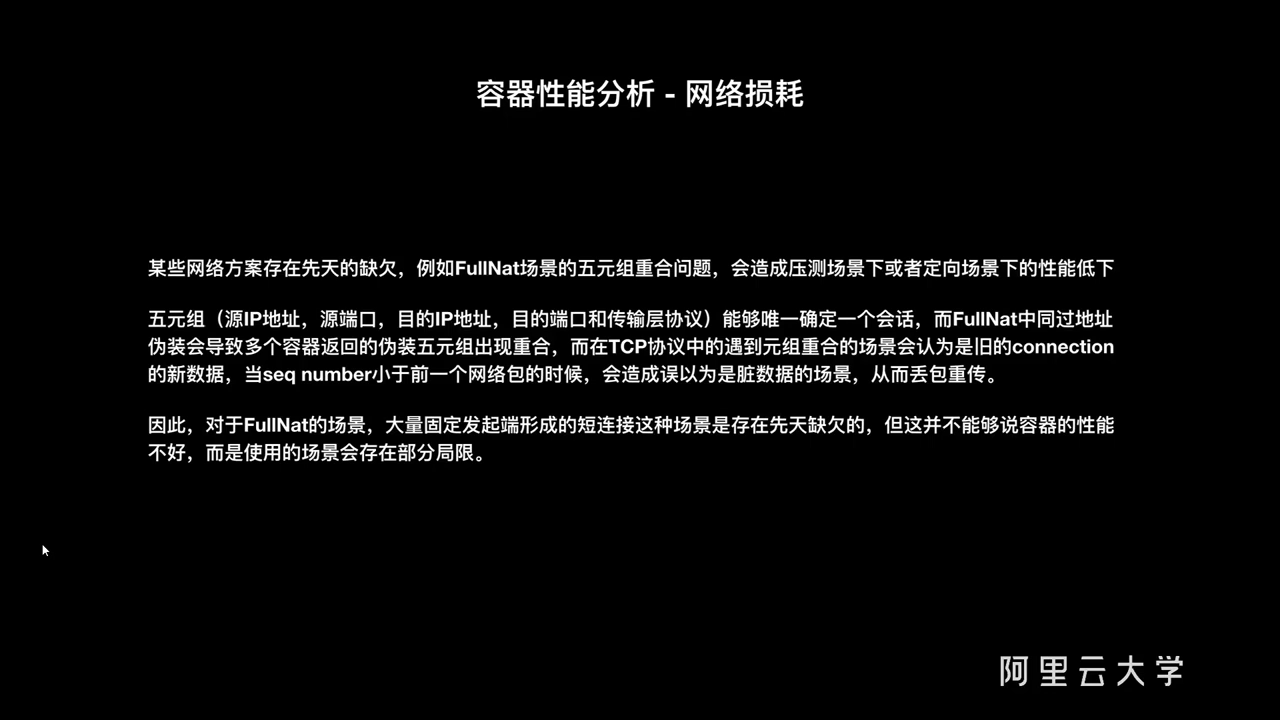 容器性能分析 - 网络损耗
某些网络方案存在先天的缺欠，例如FullNat场景的五元组重合问题，会造成压测场景下或者定向场景下的性能低下
五元组（源IP地址，源端口，目的IP地址，目的端口和传输层协议）能够唯一确定一个会话，而FullNat中同过地址
伪装会导致多个容器返回的伪装五元组出现重合，而在TCP协议中的遇到元组重合的场景会认为是旧的connection
的新数据，当seq number小于前一个网络包的时候，会造成误以为是脏数据的场景，从而丢包重传。
因此，对于FullNat的场景，大量固定发起端形成的短连接这种场景是存在先天缺欠的，但这并不能够说容器的性能
不好，而是使用的场景会存在部分局限。
阿里云大学